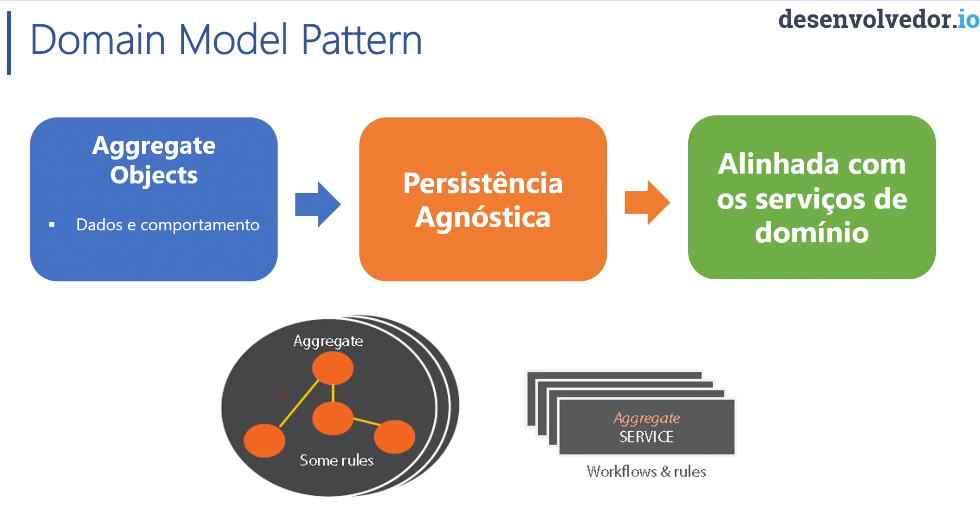 desenvolvedor.io
Domain Model Pattern
Aggregate
Objects
▪ Dados e comportamento
Persistência
Agnóstica
Alinhada com
os serviços de
domínio
Aggregate
Some rules
Aggregate
SERVICE
Workflows & rules